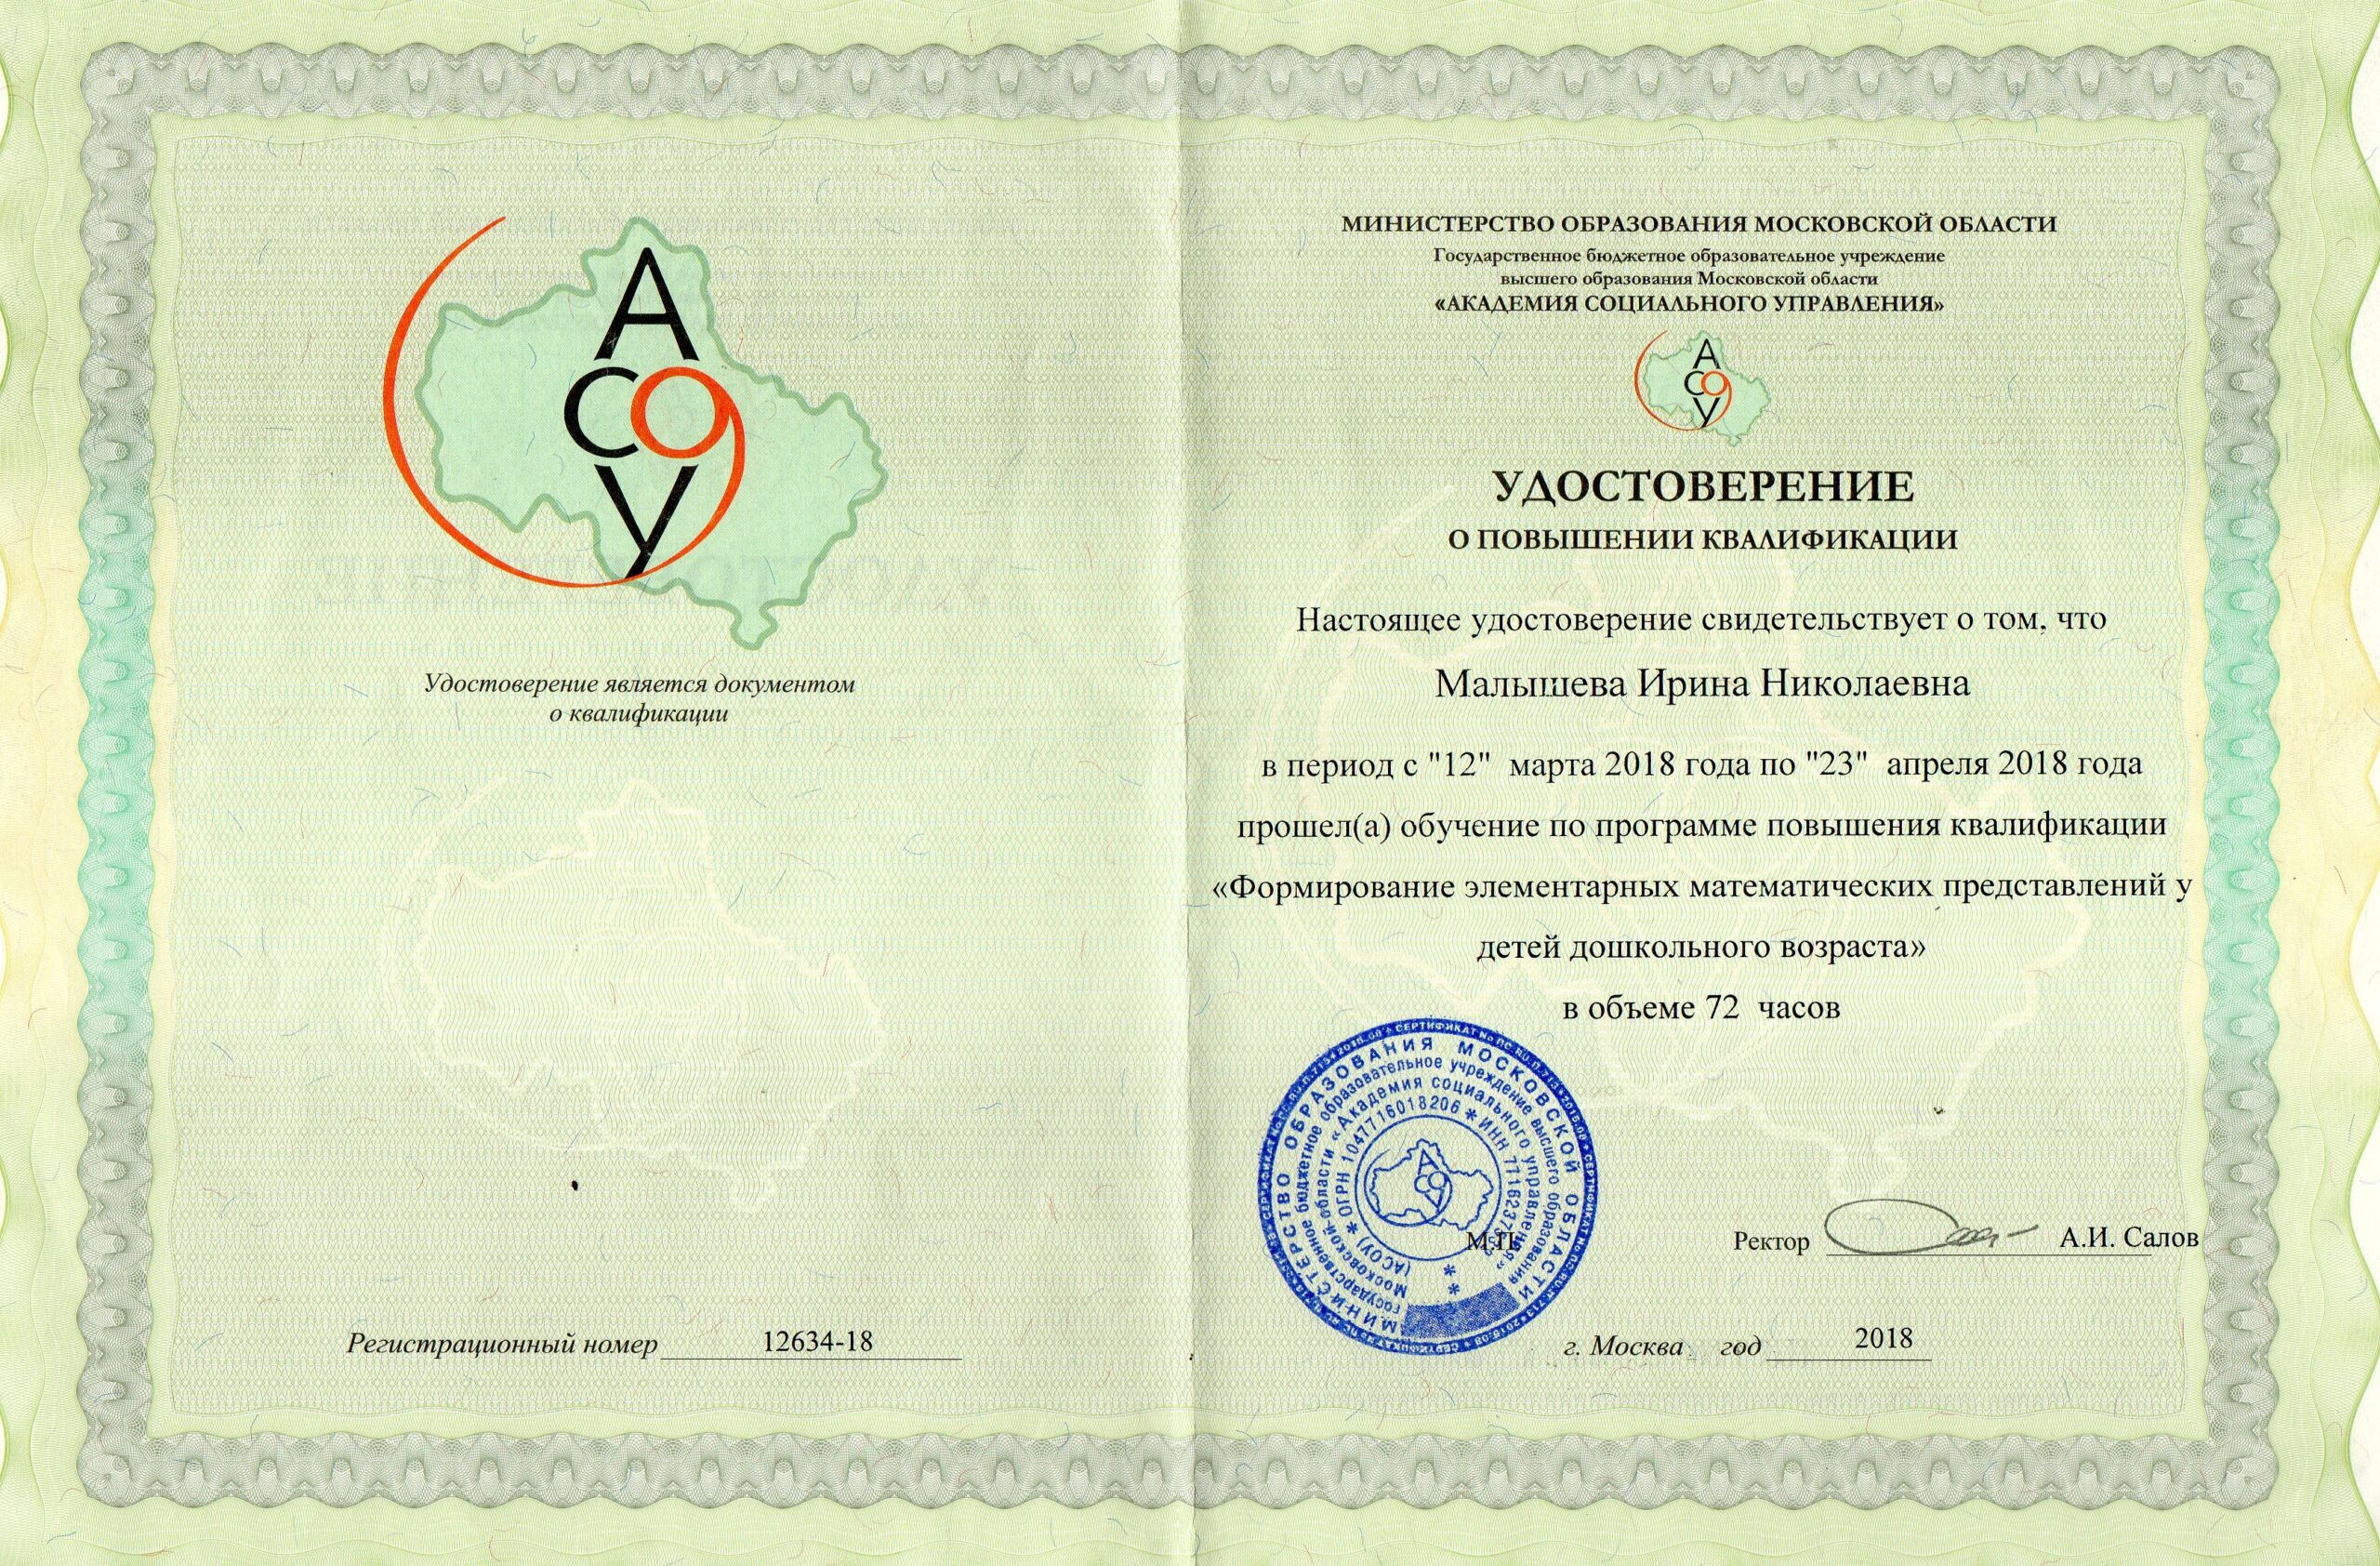 А
СО
У
Удостоверение является документом
о квалификации
Регистрационный номер 12634-18
МИНИСТЕРСТВО ОБРАЗОВАНИЯ МОСКОВСКОЙ ОБЛАСТИ
Государственное бюджетное образовательное учреждение
высшего образования Московской области
«АКАДЕМИЯ СОЦИАЛЬНОГО УПРАВЛЕНИЯ»
А
СО
У
УДОСТОВЕРЕНИЕ
О ПОВЫШЕНИИ КВАЛИФИКАЦИИ
Настоящее удостоверение свидетельствует о том, что
Малышева Ирина Николаевна
в период с "12" марта 2018 года по "23" апреля 2018 года
прошел(а) обучение по программе повышения квалификации
«Формирование элементарных математических представлений у
детей дошкольного возраста»
в объеме 72 часов
МИНИСТЕРСТВО ОБРАЗОВАНИЯ МОСКОВСКОЙ ОБЛАСТИ
государственное бюджетное образовательное учреждение высшего образования
Московской области «Академия социального управления»
(АСОУ) * ОГРН 1047716018206 * ИНН
М.П.
Ректор А.И. Салов
г. Москва год 2018